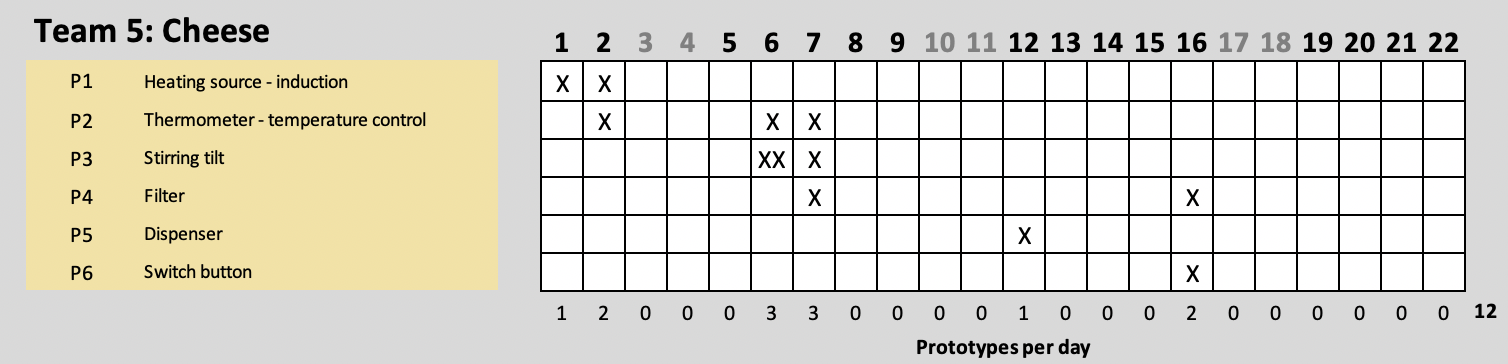 Team 5: Cheese
1 2 3 4 5 6 7 8 9 10 11 12 13 14 15 16 17 18 19 20 21 22
P1 Heating source - induction X X
P2 Thermometer - temperature control X X X
P3 Stirring tilt XX X
P4 Filter X X
P5 Dispenser X
P6 Switch button X
1 2 0 0 0 3 3 0 0 0 0 1 0 0 0 2 0 0 0 0 0 0 12
Prototypes per day